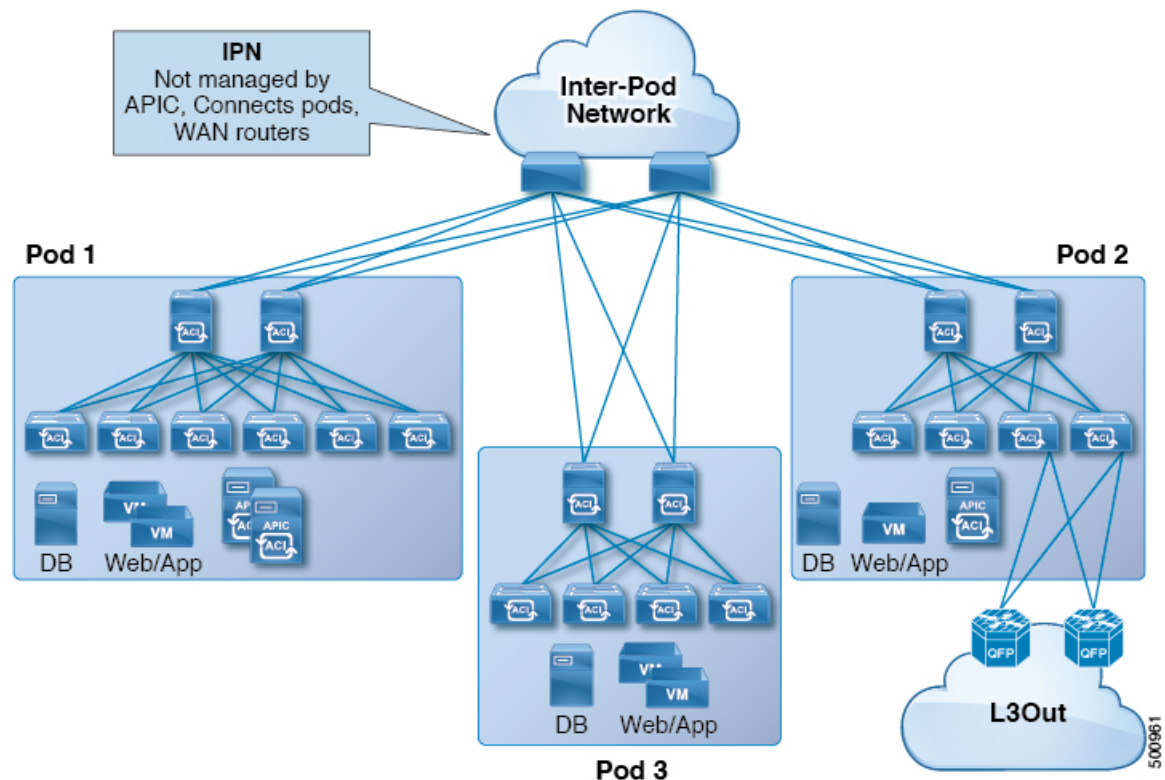 IPN
Not managed by
APIC, Connects pods,
WAN routers
Inter-Pod
Network
Pod 1
Pod 2
ACI
ACI
ACI
ACI
ACI
ACI
ACI
ACI
ACI
ACI
ACI
ACI
ACI
ACI
DB
VM
VM
Web/App
APIC
AC
APIC
ACI
DB
VM
Web/App
APIC
ACI
ACI
ACI
ACI
ACI
ACI
ACI
DB
VM
VM
Web/App
Pod 3
QFP
QFP
L3Out
500961